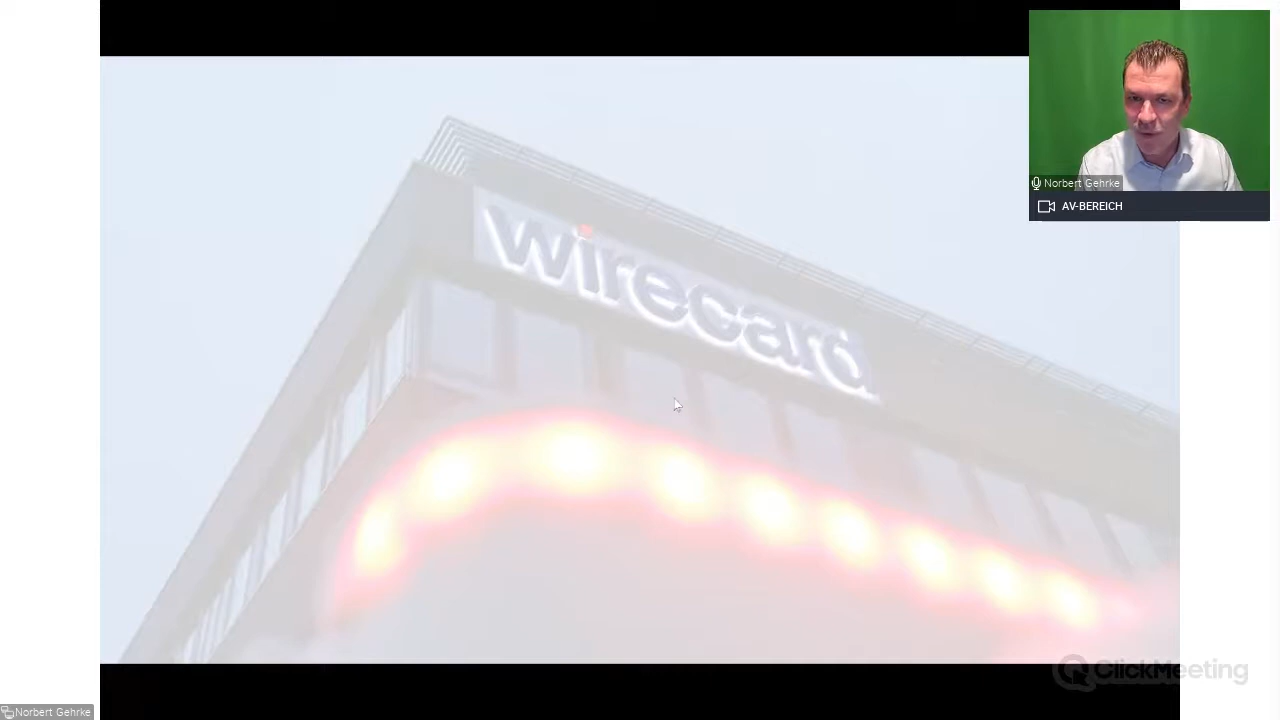 wirecard
Norbert Gehrke
AV-BEREICH
ClickMeeting
Norbert Gehrke